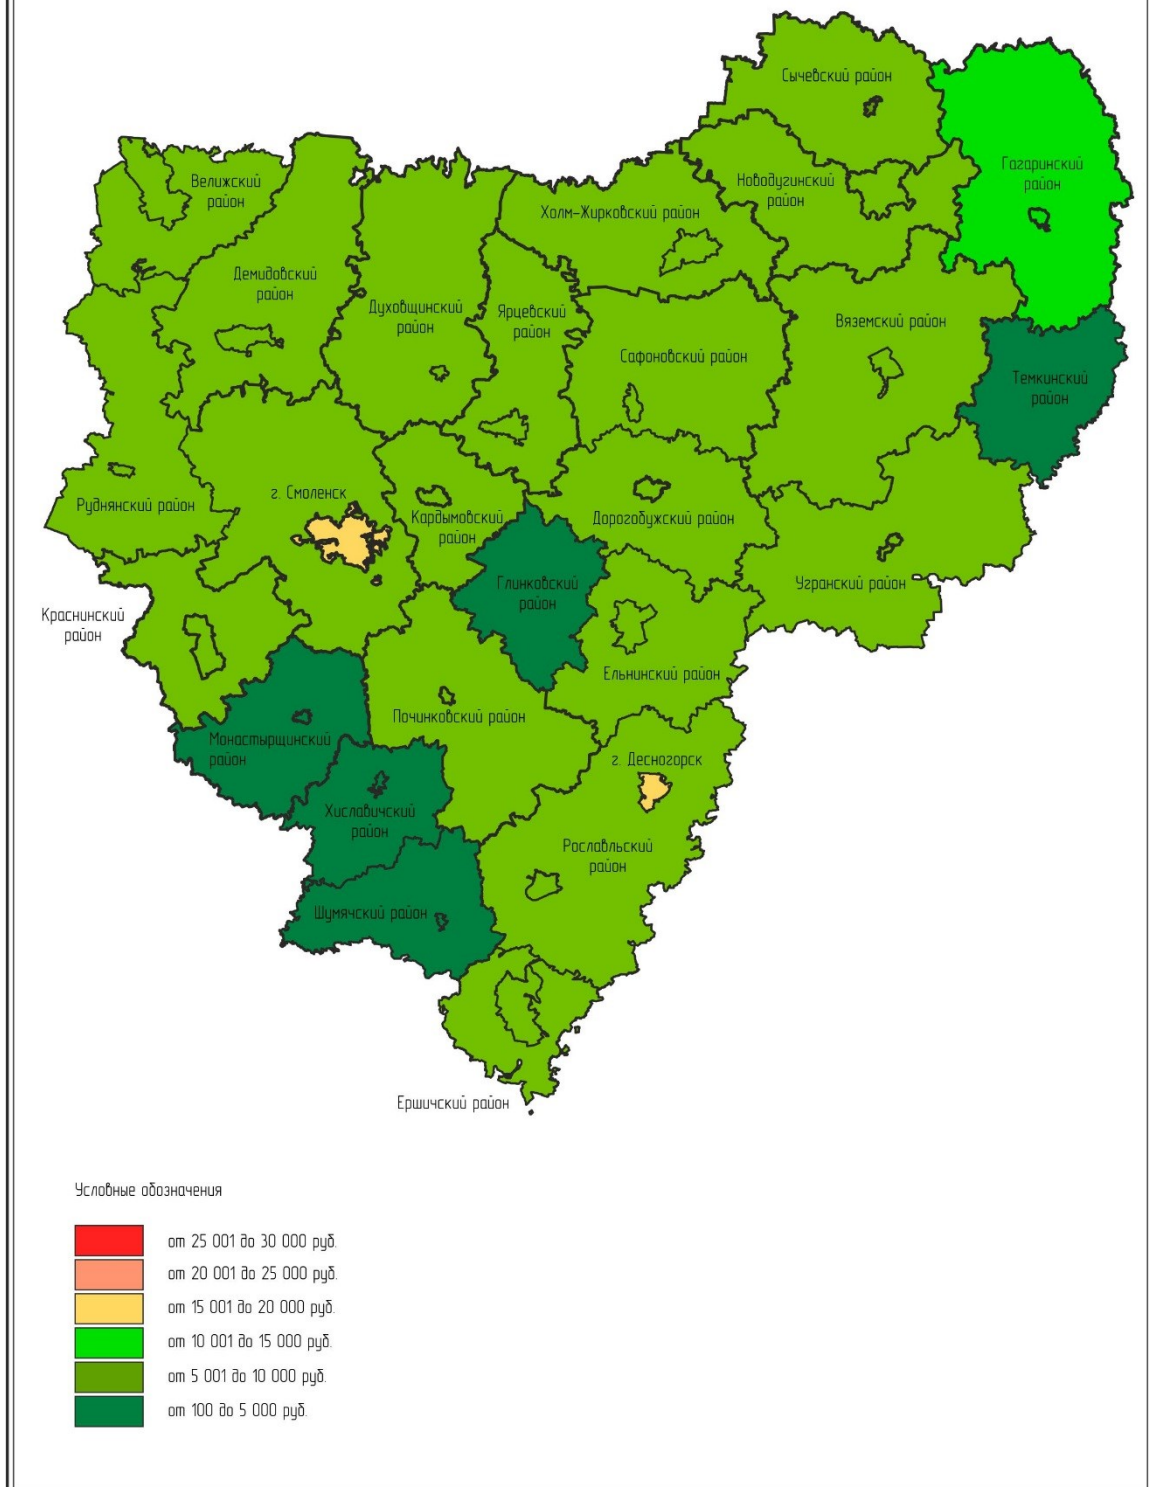 Сычевский район
Гагаринский
район
Велижский
район
Новодугинский
район
Холм-Жирковский район
Демидовский
район
Духовщинский
район
Ярцевский
район
Вяземский район
Сафоновский район
Темкинский
район
Руднянский район
г. Смоленск
Кардымовский
район
Дорогобужский район
Глинковский
район
Угранский район
Краснинский
район
Ельнинский район
Починковский район
Монастырщинский
район
г. Десногорск
Хиславичский
район
Рославльский
район
Шумячский район
Ершичский район
Условные обозначения
от 25 001 до 30 000 руб.
от 20 001 до 25 000 руб.
от 15 001 до 20 000 руб.
от 10 001 до 15 000 руб.
от 5 001 до 10 000 руб.
от 100 до 5 000 руб.